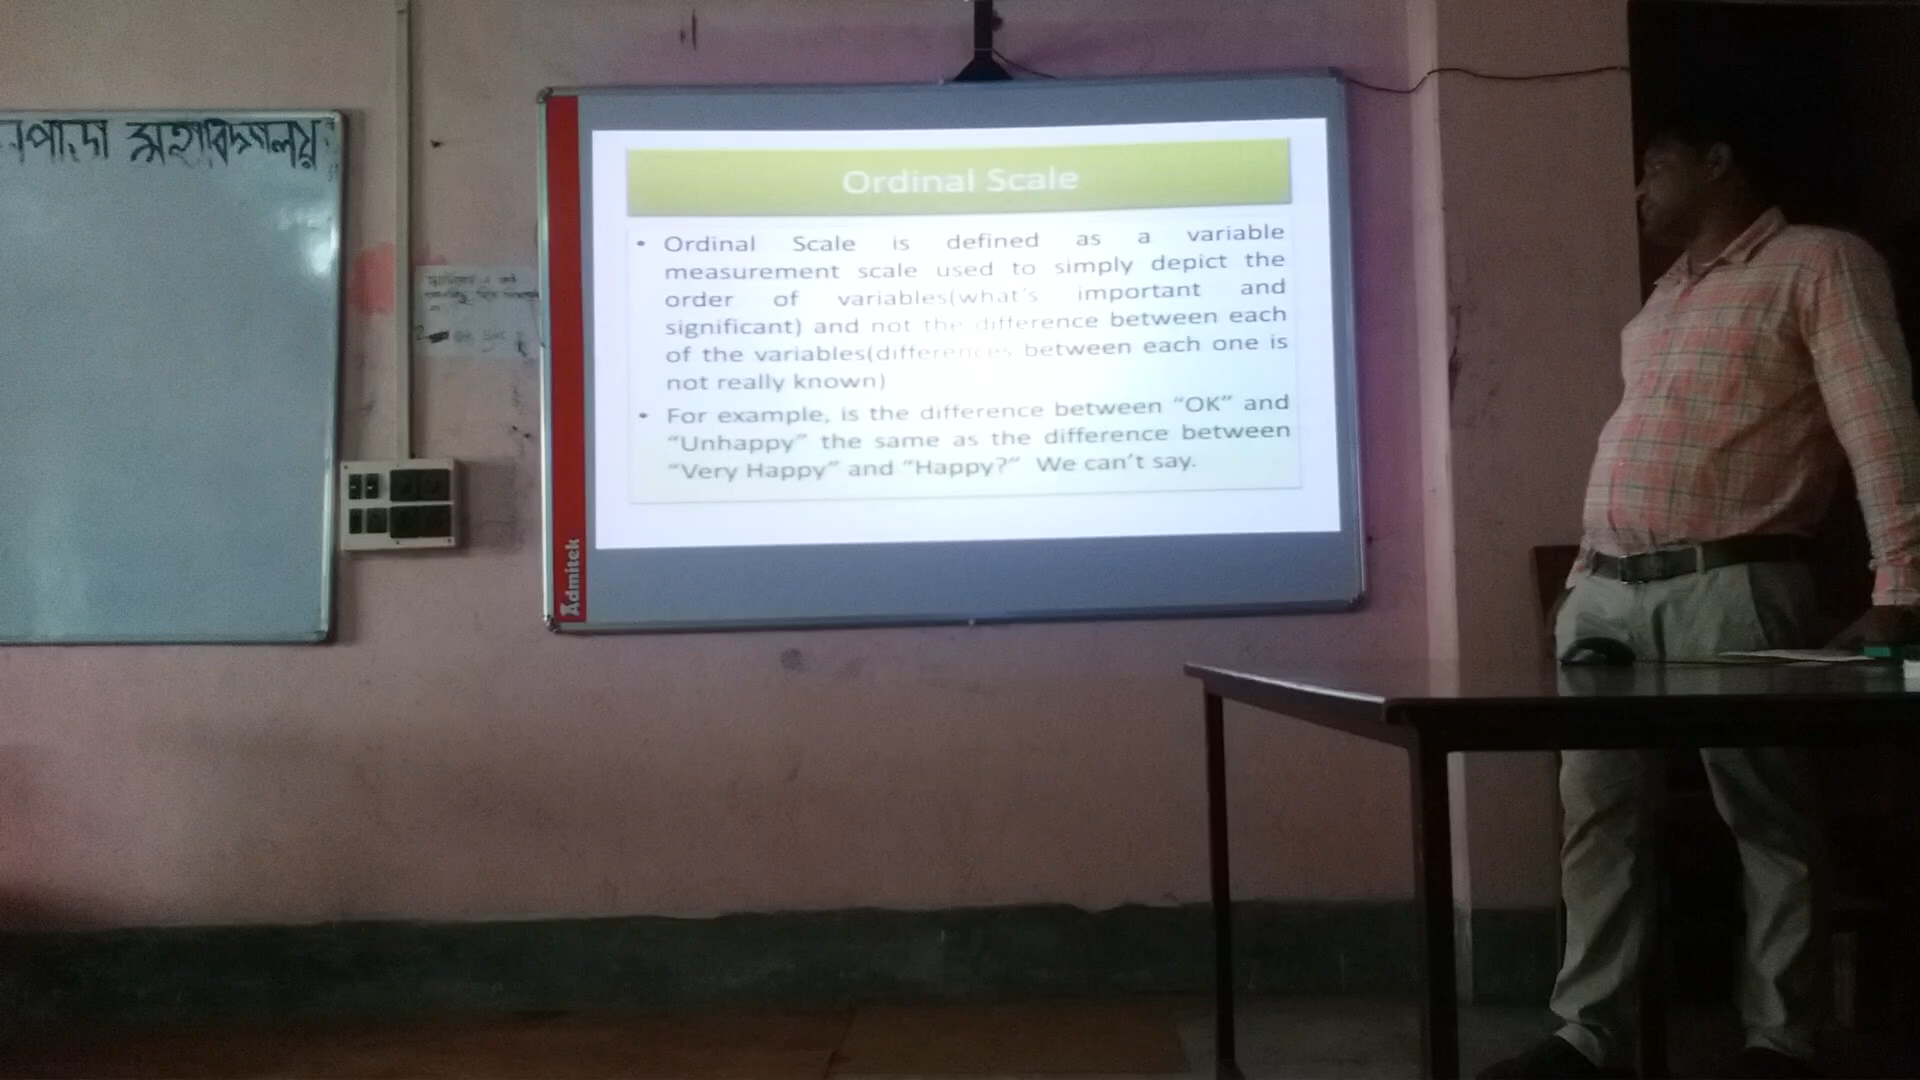 পাড়া মহাবিদ্যালয়
Ordinal Scale
• Ordinal Scale is defined as a variable
measurement scale used to simply depict the
order of variables(what's important and
significant) and not the difference between each
of the variables(differences between each one is
not really known)
• For example, is the difference between “OK” and
“Unhappy” the same as the difference between
“Very Happy” and “Happy?” We can't say.
Admitek